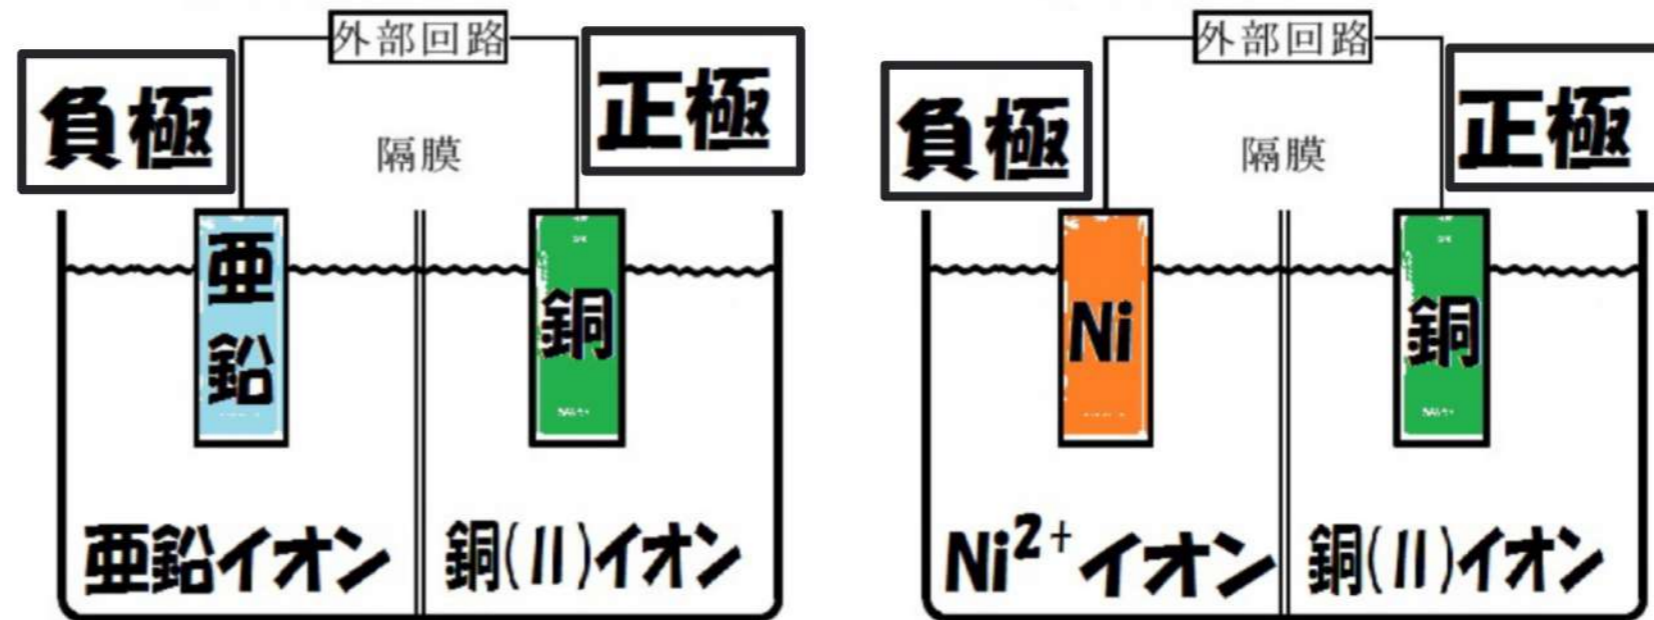 外部回路
負極
正極
隔膜
亜鉛
銅
亜鉛イオン
銅(II)イオン
外部回路
負極
正極
隔膜
Ni
銅
Ni²⁺イオン
銅(II)イオン